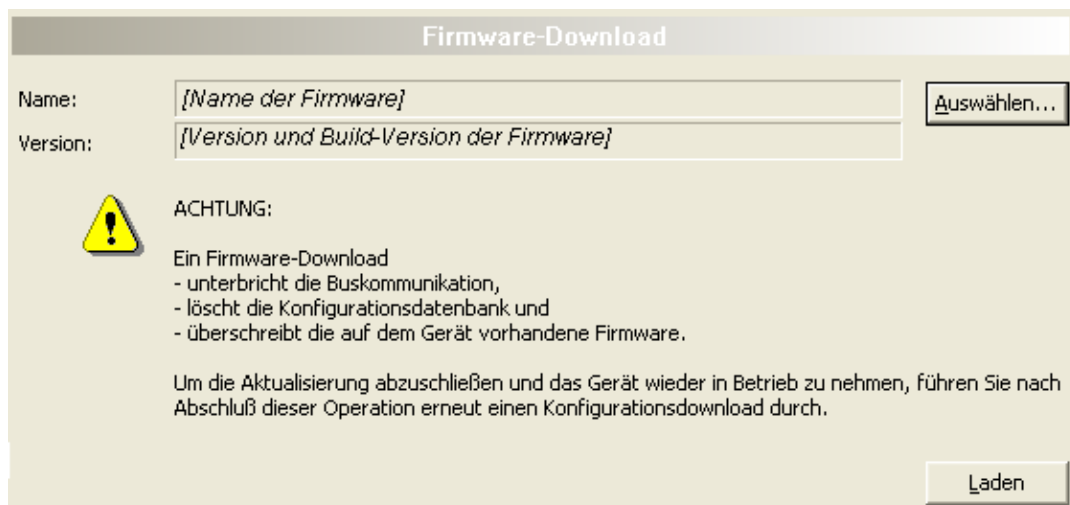 Firmware-Download
Name:
[Name der Firmware]
Auswählen...
Version:
[Version und Build-Version der Firmware]
ACHTUNG:
Ein Firmware-Download
- unterbricht die Buskommunikation,
- löscht die Konfigurationsdatenbank und
- überschreibt die auf dem Gerät vorhandene Firmware.
Um die Aktualisierung abzuschließen und das Gerät wieder in Betrieb zu nehmen, führen Sie nach
Abschluß dieser Operation erneut einen Konfigurationsdownload durch.
Laden